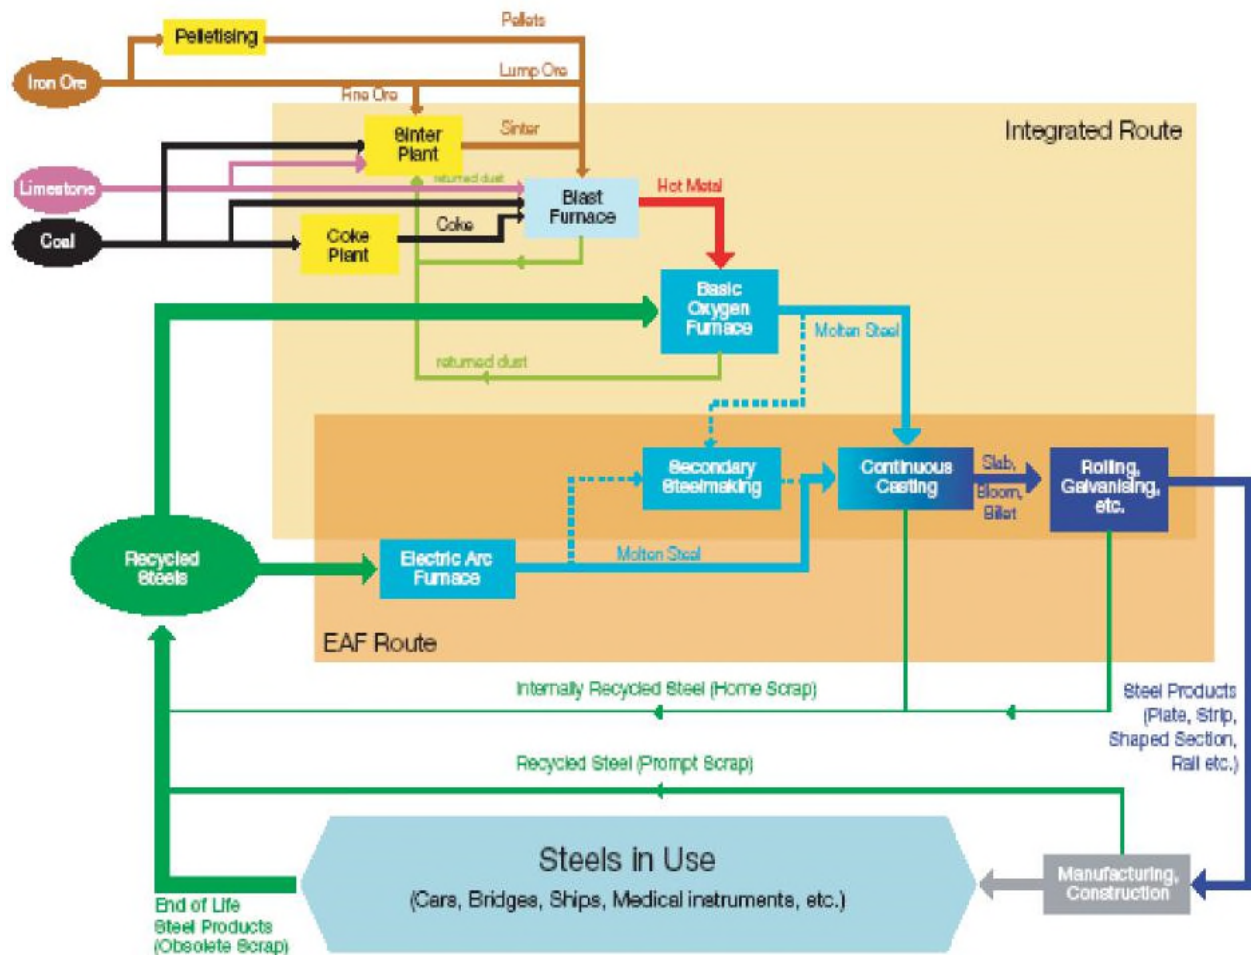 Pellets
Pelletising
Iron Ore
Lump Ore
Fine Ore
Sinter
Plant
Sinter
Integrated Route
Limestone
returned dust
Blast
Furnace
Hot Metal
Coal
Coke
Plant
Coke
Basic
Oxygen
Furnace
Molten Steel
returned dust
Secondary
Steelmaking
Continuous
Casting
Slab,
Bloom,
Billet
Rolling,
Galvanising,
etc.
Recycled
Steels
Electric Arc
Furnace
Molten Steel
EAF Route
Internally Recycled Steel (Home Scrap)
Steel Products
(Plate, Strip,
Shaped Section,
Rail etc.)
Recycled Steel (Prompt Scrap)
Steels in Use
(Cars, Bridges, Ships, Medical instruments, etc.)
Manufacturing,
Construction
End of Life
Steel Products
(Obsolete Scrap)